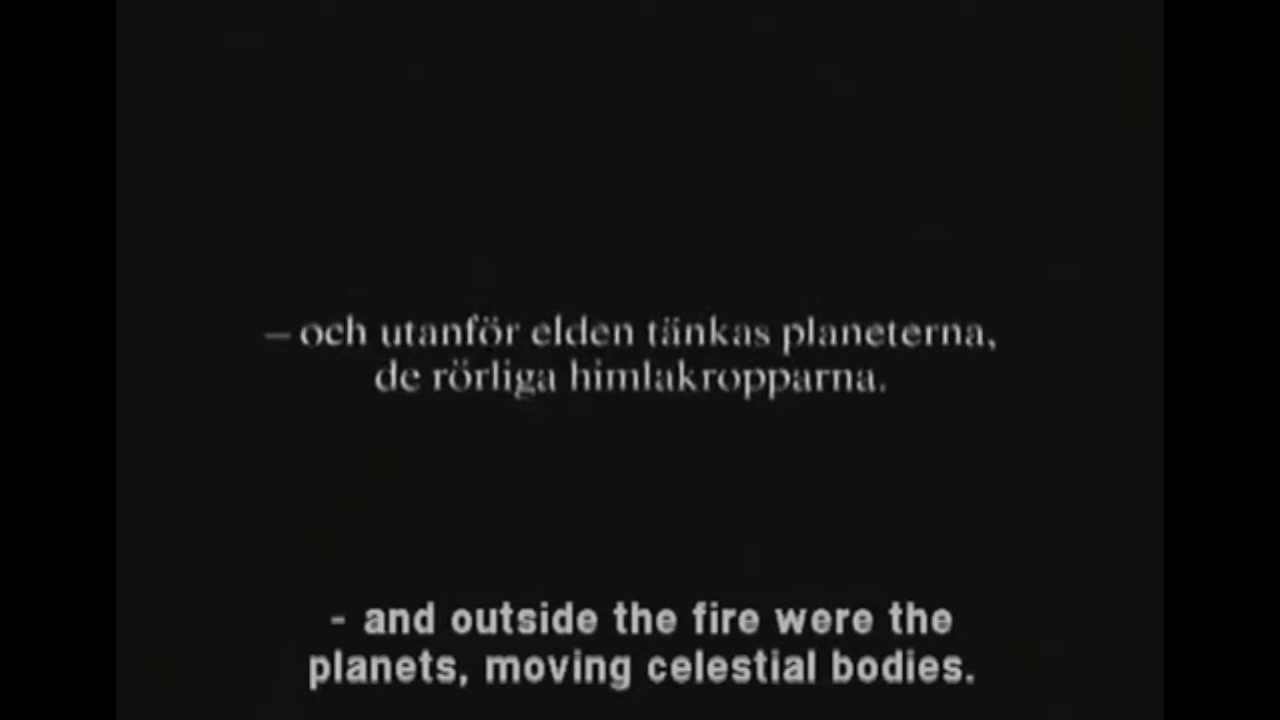 – och utanför elden tänkas planeterna,
de rörliga himlakropparna.
- and outside the fire were the
planets, moving celestial bodies.